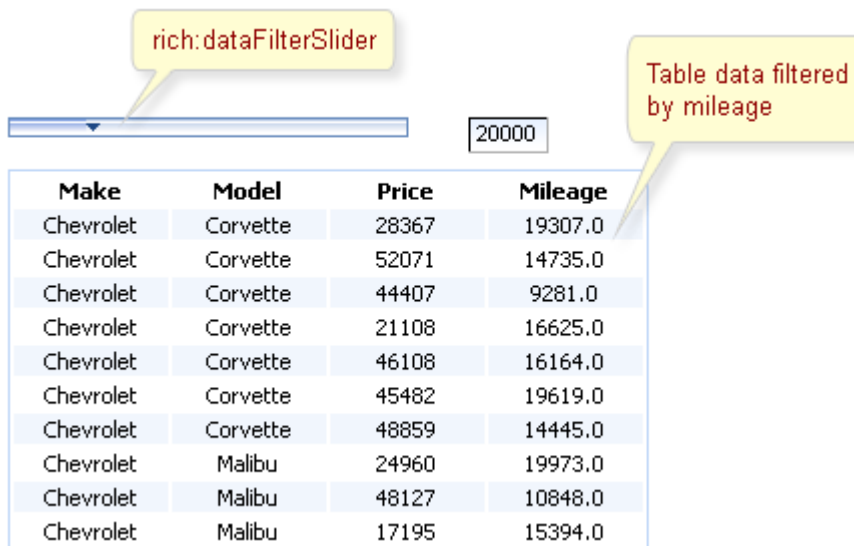 rich:dataFilterSlider
Table data filtered
by mileage
20000
Make Model Price Mileage
Chevrolet Corvette 28367 19307.0
Chevrolet Corvette 52071 14735.0
Chevrolet Corvette 44407 9281.0
Chevrolet Corvette 21108 16625.0
Chevrolet Corvette 46108 16164.0
Chevrolet Corvette 45482 19619.0
Chevrolet Corvette 48859 14445.0
Chevrolet Malibu 24960 19973.0
Chevrolet Malibu 48127 10848.0
Chevrolet Malibu 17195 15394.0